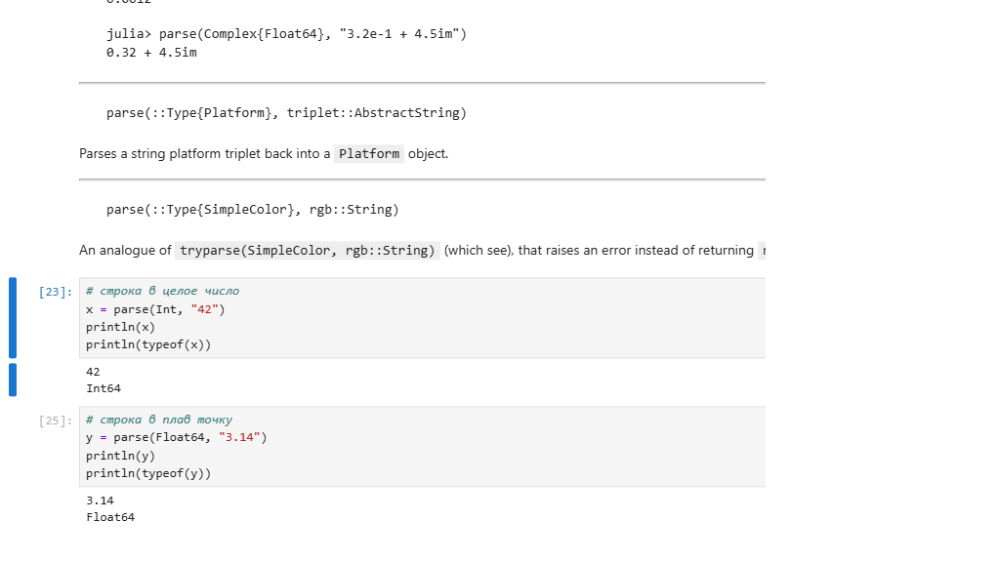 julia> parse(Complex{Float64}, "3.2e-1 + 4.5im")
0.32 + 4.5im
parse(::Type{Platform}, triplet::AbstractString)
Parses a string platform triplet back into a Platform object.
parse(::Type{SimpleColor}, rgb::String)
An analogue of tryparse(SimpleColor, rgb::String) (which see), that raises an error instead of returning
[23]:
# строка в целое число
x = parse(Int, "42")
println(x)
println(typeof(x))
42
Int64
[25]:
# строка в плав точку
y = parse(Float64, "3.14")
println(y)
println(typeof(y))
3.14
Float64